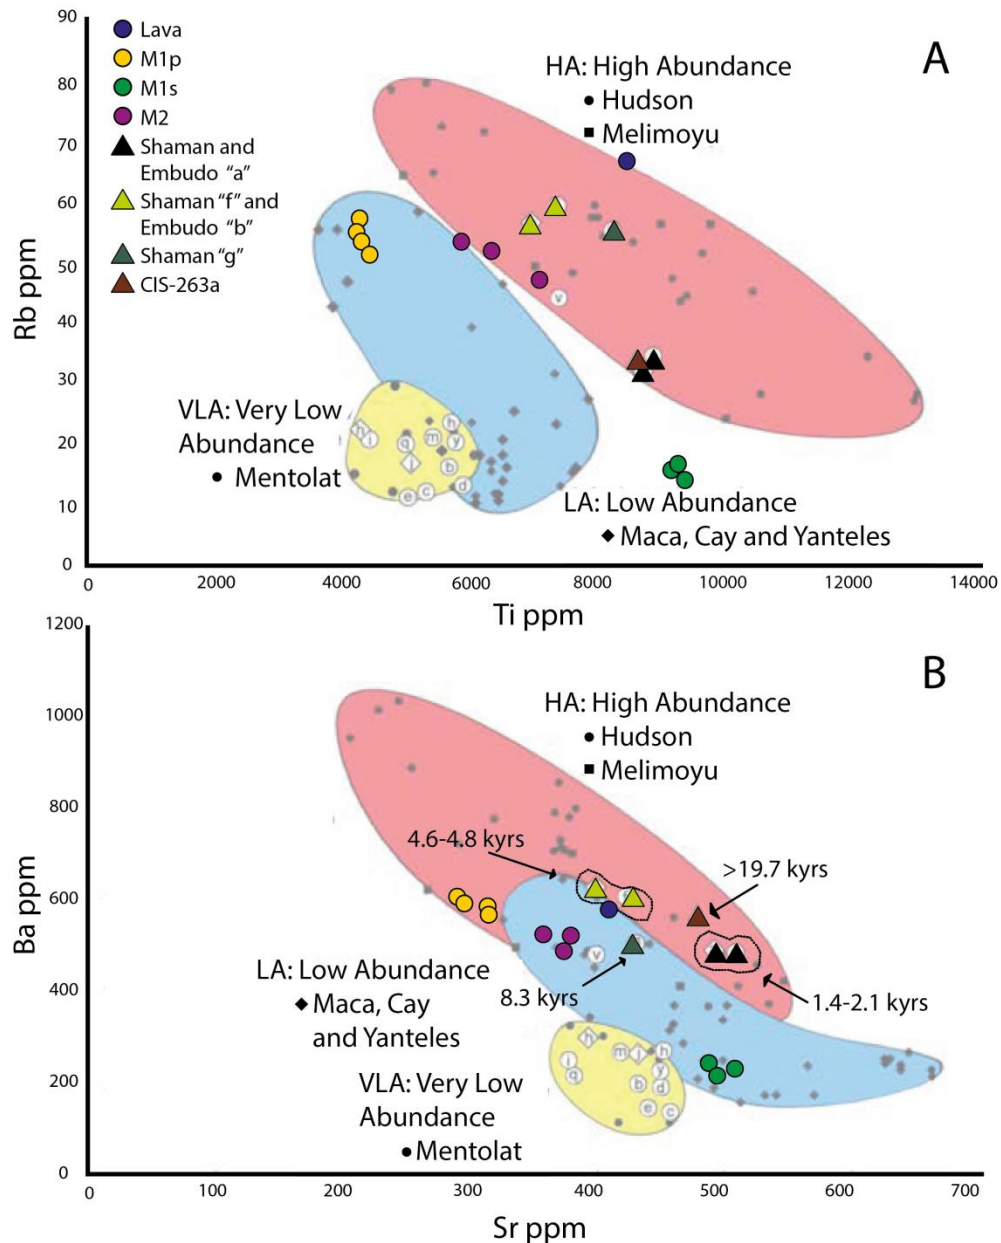 A
90
80
70
60
50
40
30
20
10
0
Rb ppm
Lava
M1p
M1s
M2
Shaman and
Embudo “a”
Shaman “f” and
Embudo “b”
Shaman “g”
CIS-263a
HA: High Abundance
Hudson
Melimoyu
v
VLA: Very Low
Abundance
Mentolat
h
i
q
m
h
y
j
b
e
c
d
LA: Low Abundance
Maca, Cay and Yanteles
0
2000
4000
6000
8000
10000
12000
14000
Ti ppm
B
1200
1000
800
600
400
200
0
Ba ppm
HA: High Abundance
Hudson
Melimoyu
4.6-4.8 kyrs
>19.7 kyrs
v
8.3 kyrs
1.4-2.1 kyrs
LA: Low Abundance
Maca, Cay
and Yanteles
VLA: Very Low
Abundance
Mentolat
h
i
q
m
j
h
y
b
d
e
c
0
100
200
300
400
500
600
700
Sr ppm